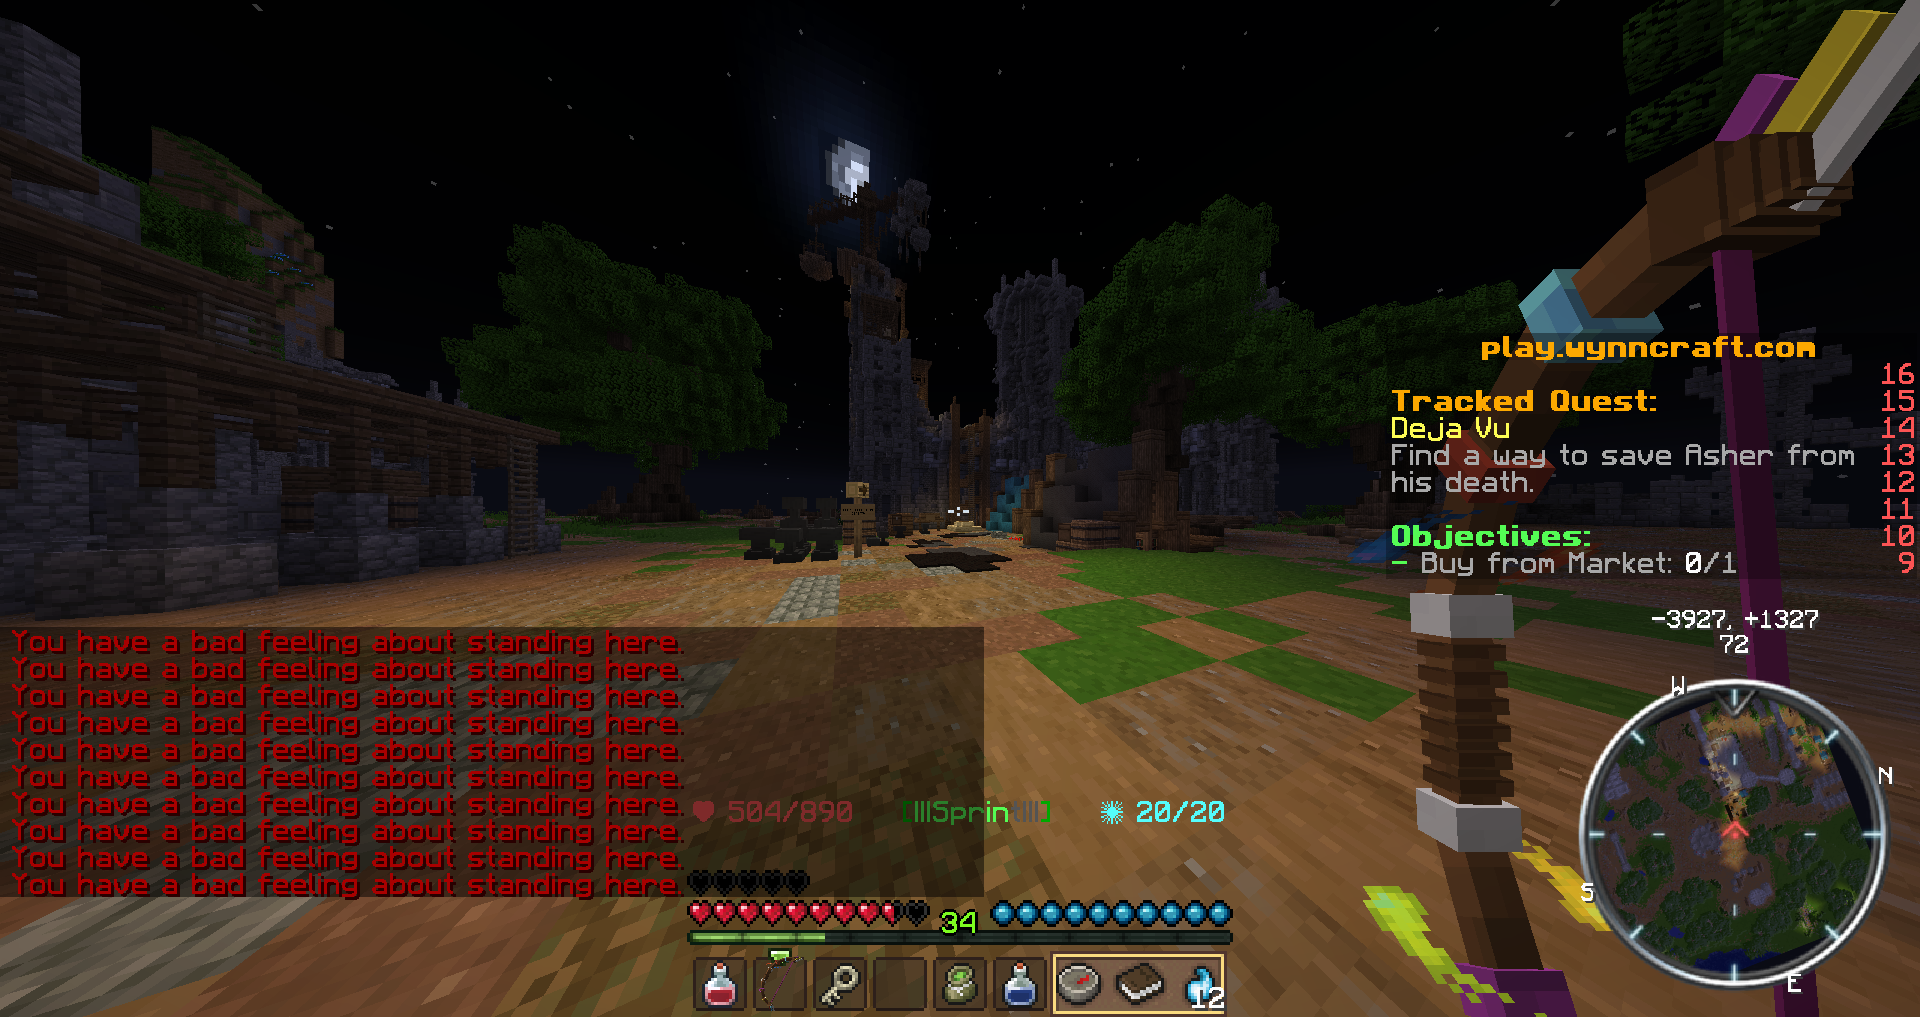 play.wynncraft.com
16
Tracked Quest: 15
Deja Vu 14
Find a way to save Asher from 13
his death. 12
11
Objectives: 10
- Buy from Market: 0/1 9
-3927, +1327
72
W
N
S
E
You have a bad feeling about standing here.
You have a bad feeling about standing here.
You have a bad feeling about standing here.
You have a bad feeling about standing here.
You have a bad feeling about standing here.
You have a bad feeling about standing here.
You have a bad feeling about standing here.
You have a bad feeling about standing here.
You have a bad feeling about standing here.
You have a bad feeling about standing here.
504/890 [|||Sprint|||] 20/20
34
12